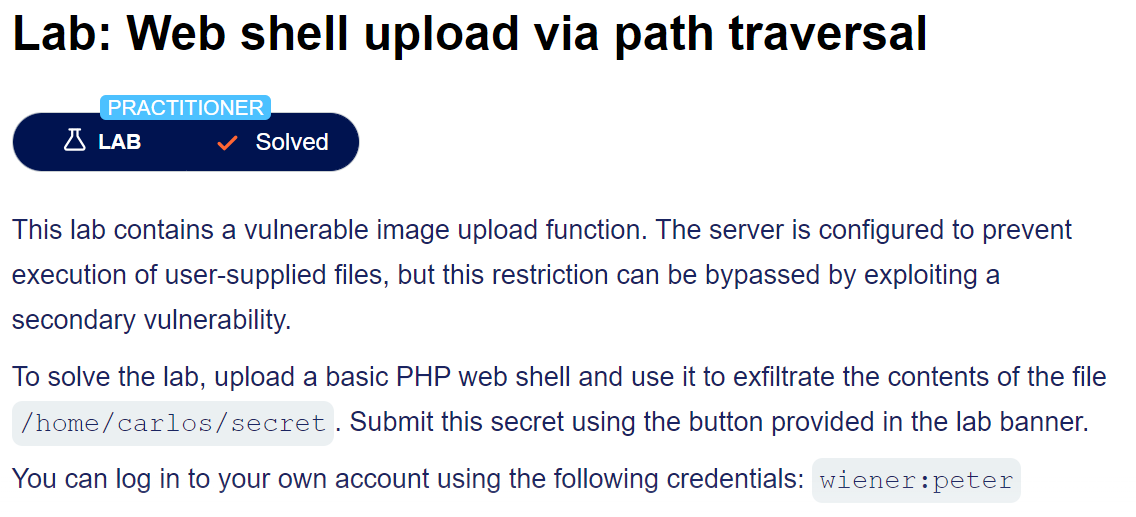 Lab: Web shell upload via path traversal
PRACTITIONER
LAB Solved
This lab contains a vulnerable image upload function. The server is configured to prevent
execution of user-supplied files, but this restriction can be bypassed by exploiting a
secondary vulnerability.
To solve the lab, upload a basic PHP web shell and use it to exfiltrate the contents of the file
/home/carlos/secret. Submit this secret using the button provided in the lab banner.
You can log in to your own account using the following credentials: wiener:peter